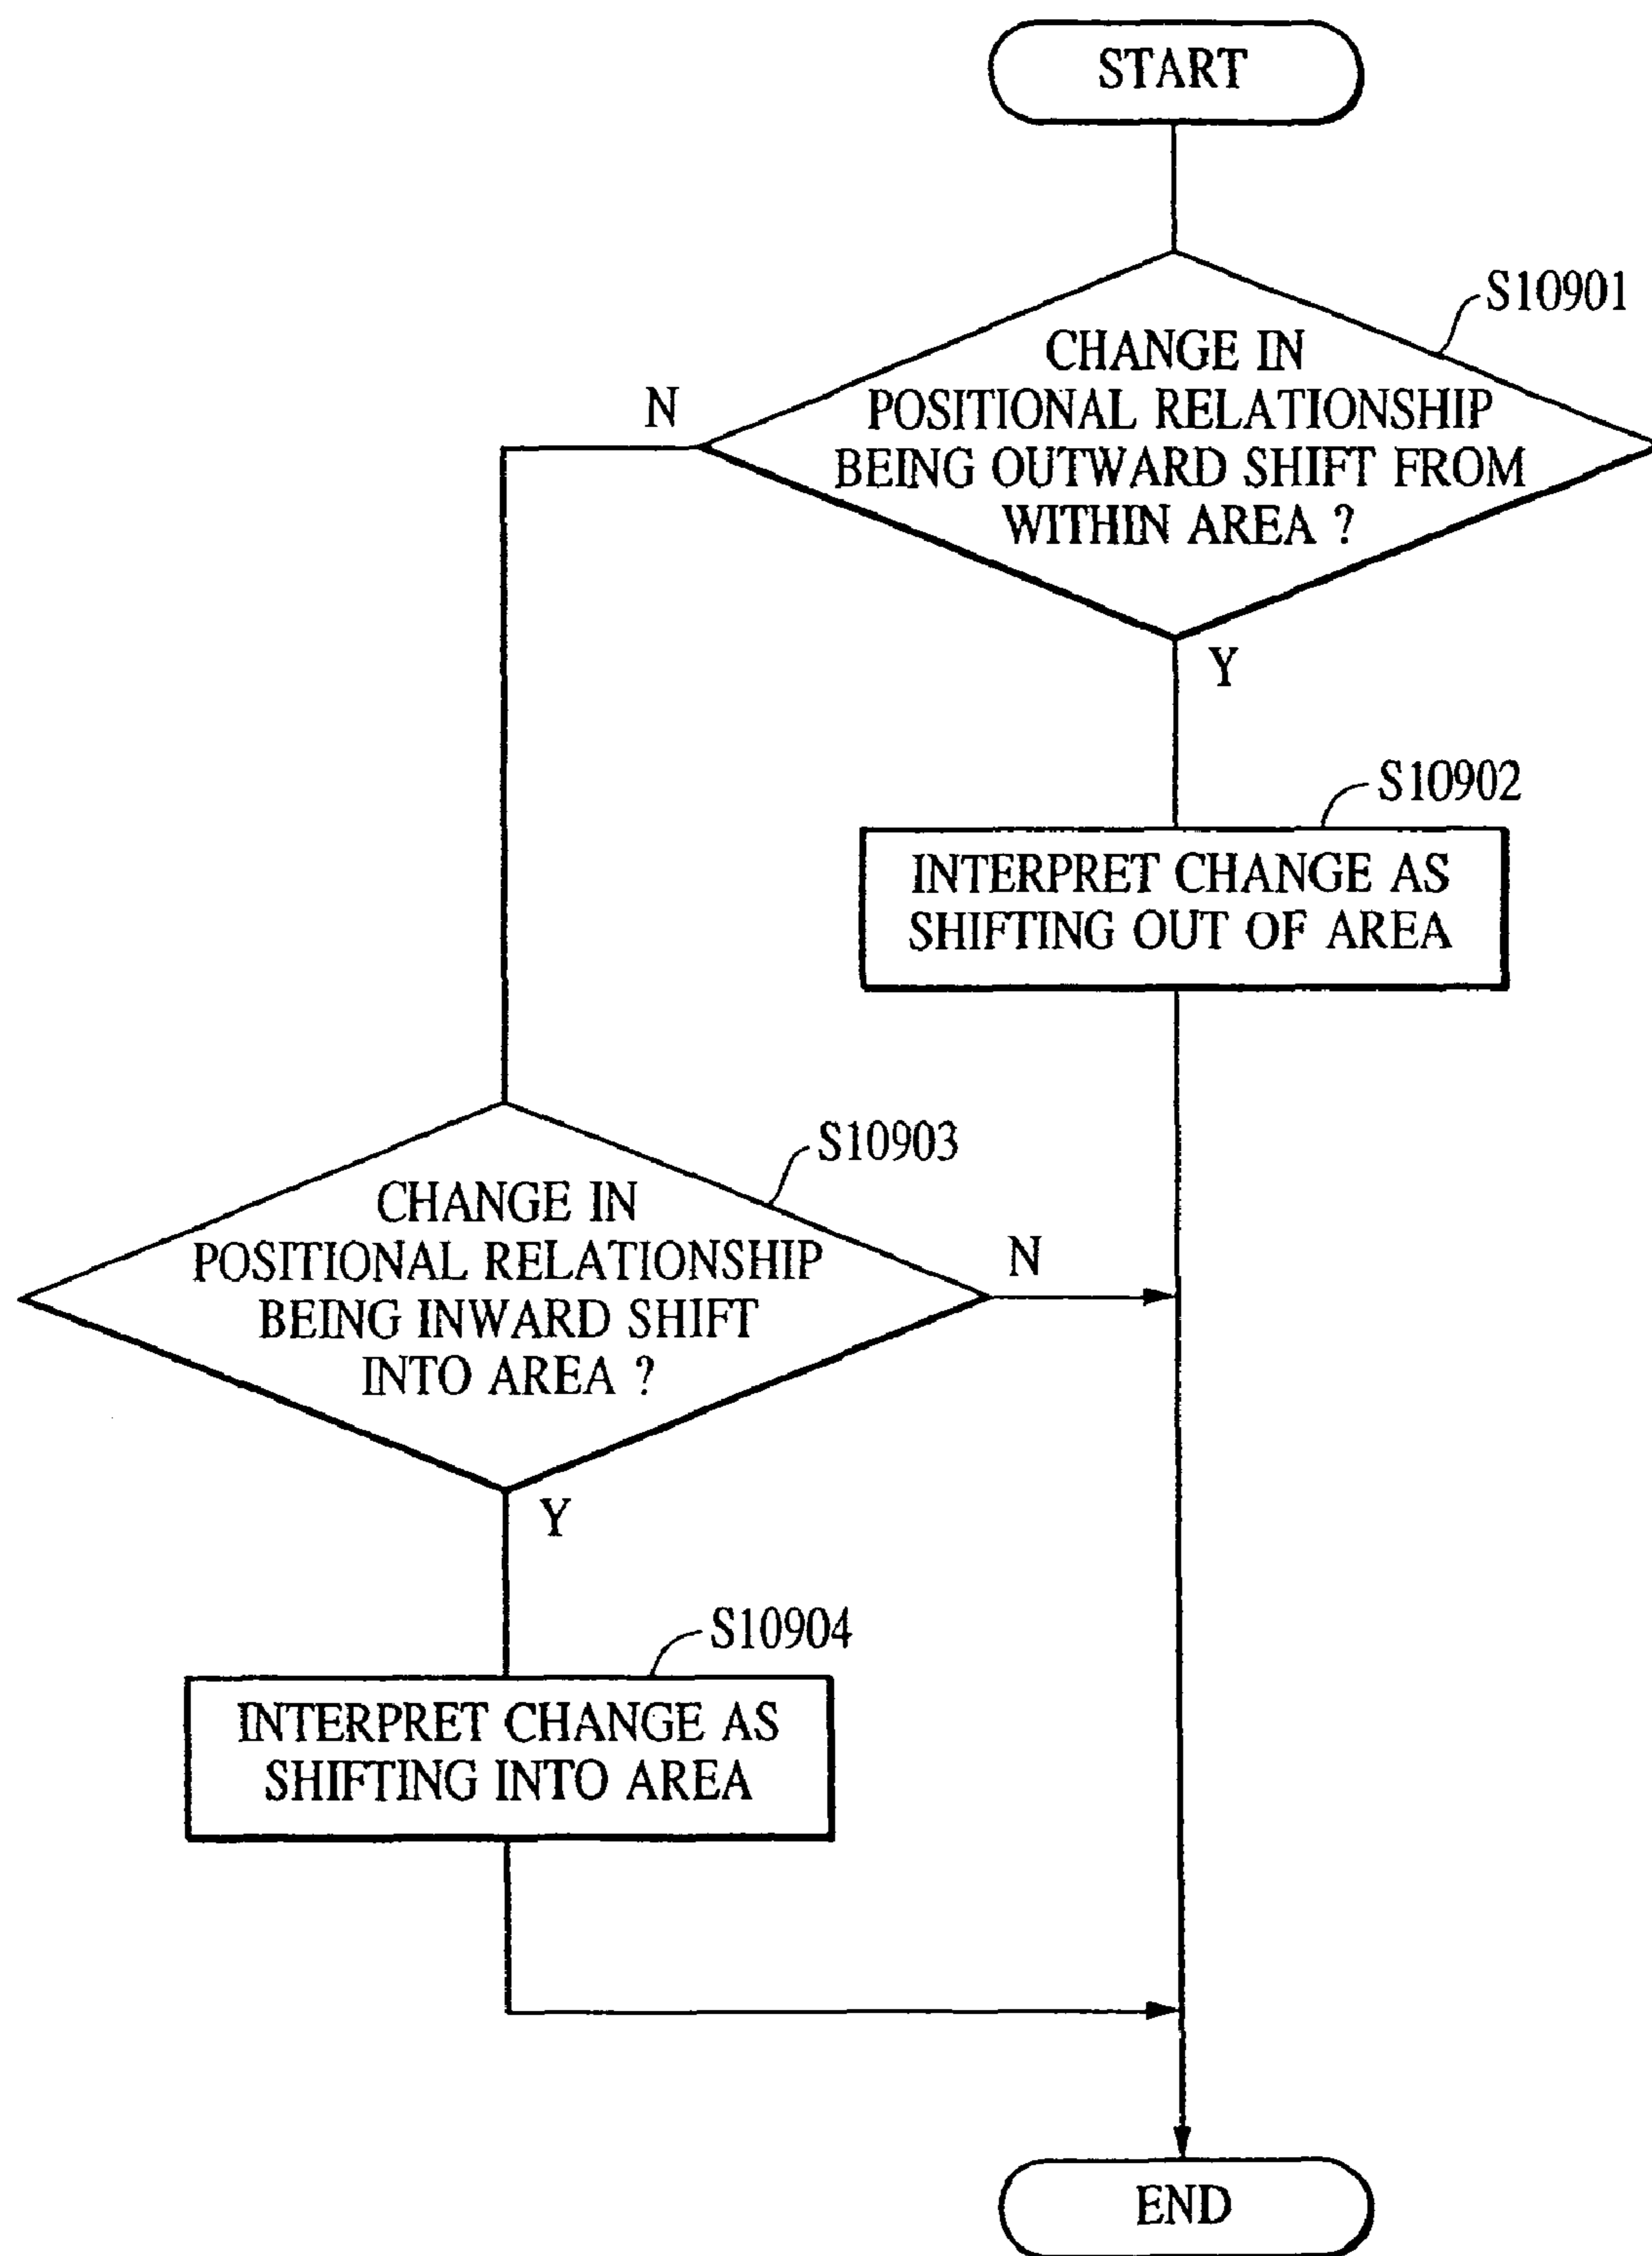 START
S10901
CHANGE IN
POSITIONAL RELATIONSHIP
BEING OUTWARD SHIFT FROM
WITHIN AREA ?
N
Y
S10902
INTERPRET CHANGE AS
SHIFTING OUT OF AREA
S10903
CHANGE IN
POSITIONAL RELATIONSHIP
BEING INWARD SHIFT
INTO AREA ?
N
Y
S10904
INTERPRET CHANGE AS
SHIFTING INTO AREA
END